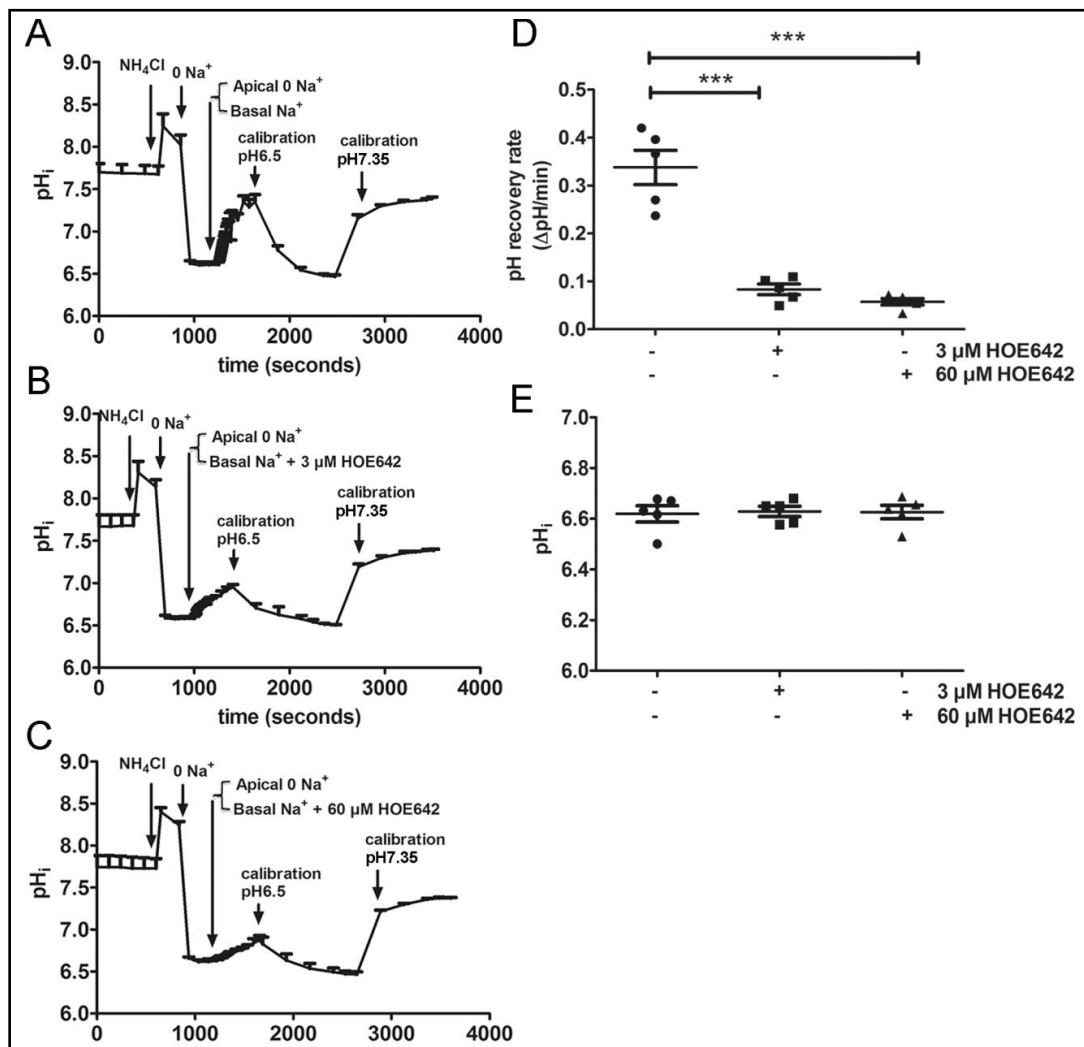 A
NH₄Cl
0 Na⁺
Apical 0 Na⁺
Basal Na⁺
calibration
pH6.5
calibration
pH7.35
9.0
8.5
8.0
7.5
7.0
6.5
6.0
pHᵢ
0
1000
2000
3000
4000
time (seconds)
B
NH₄Cl
0 Na⁺
Apical 0 Na⁺
Basal Na⁺ + 3 µM HOE642
calibration
pH6.5
calibration
pH7.35
9.0
8.5
8.0
7.5
7.0
6.5
6.0
pHᵢ
0
1000
2000
3000
4000
time (seconds)
C
NH₄Cl
0 Na⁺
Apical 0 Na⁺
Basal Na⁺ + 60 µM HOE642
calibration
pH6.5
calibration
pH7.35
9.0
8.5
8.0
7.5
7.0
6.5
6.0
pHᵢ
0
1000
2000
3000
4000
time (seconds)
D
***
***
0.5
0.4
0.3
0.2
0.1
0.0
pH recovery rate
(ΔpH/min)
- + - 3 µM HOE642
- - + 60 µM HOE642
E
7.0
6.8
6.6
6.4
6.2
6.0
pHᵢ
- + - 3 µM HOE642
- - + 60 µM HOE642